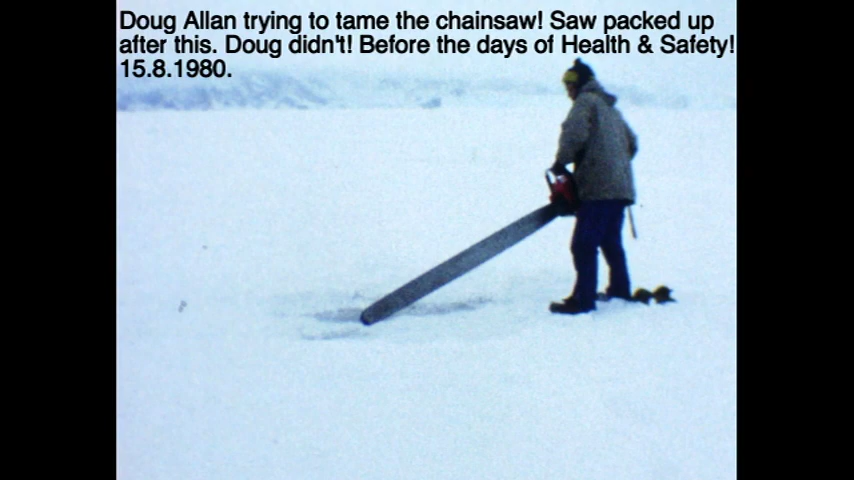 Doug Allan trying to tame the chainsaw! Saw packed up
after this. Doug didn't! Before the days of Health & Safety!
15.8.1980.